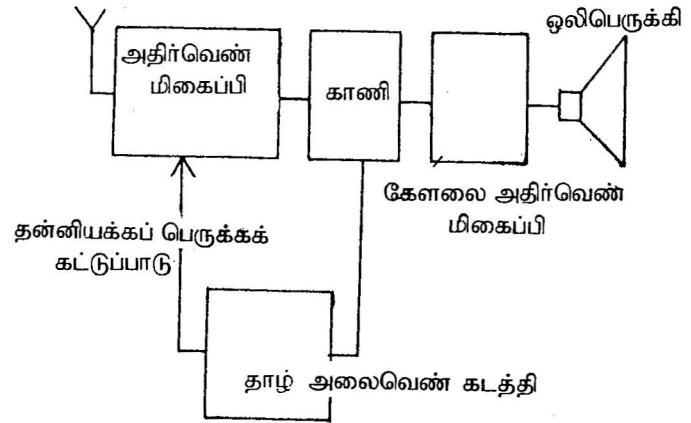 ஒலிபெருக்கி
அதிர்வெண்
மிகைப்பி
காணி
கேளலை அதிர்வெண்
மிகைப்பி
தன்னியக்கப் பெருக்கக்
கட்டுப்பாடு
தாழ் அலைவெண் கடத்தி